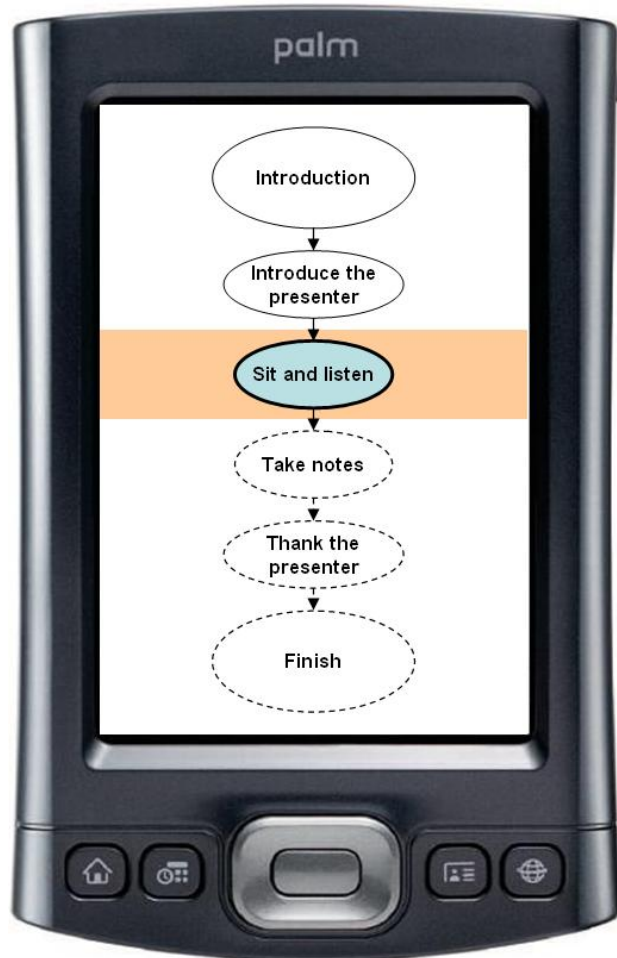 palm
Introduction
Introduce the
presenter
Sit and listen
Take notes
Thank the
presenter
Finish